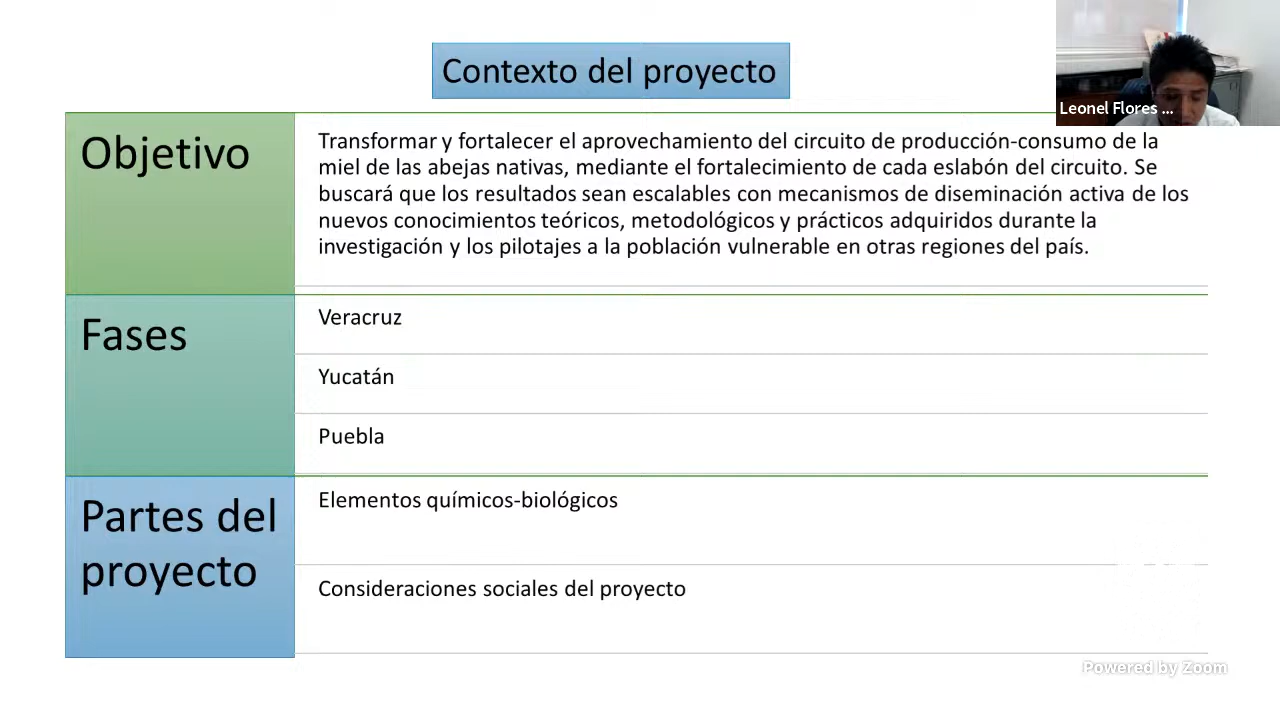 Contexto del proyecto
Leonel Flores ...
Objetivo
Transformar y fortalecer el aprovechamiento del circuito de producción-consumo de la
miel de las abejas nativas, mediante el fortalecimiento de cada eslabón del circuito. Se
buscará que los resultados sean escalables con mecanismos de diseminación activa de los
nuevos conocimientos teóricos, metodológicos y prácticos adquiridos durante la
investigación y los pilotajes a la población vulnerable en otras regiones del país.
Fases
Veracruz
Yucatán
Puebla
Partes del
proyecto
Elementos químicos-biológicos
Consideraciones sociales del proyecto
Powered by Zoom